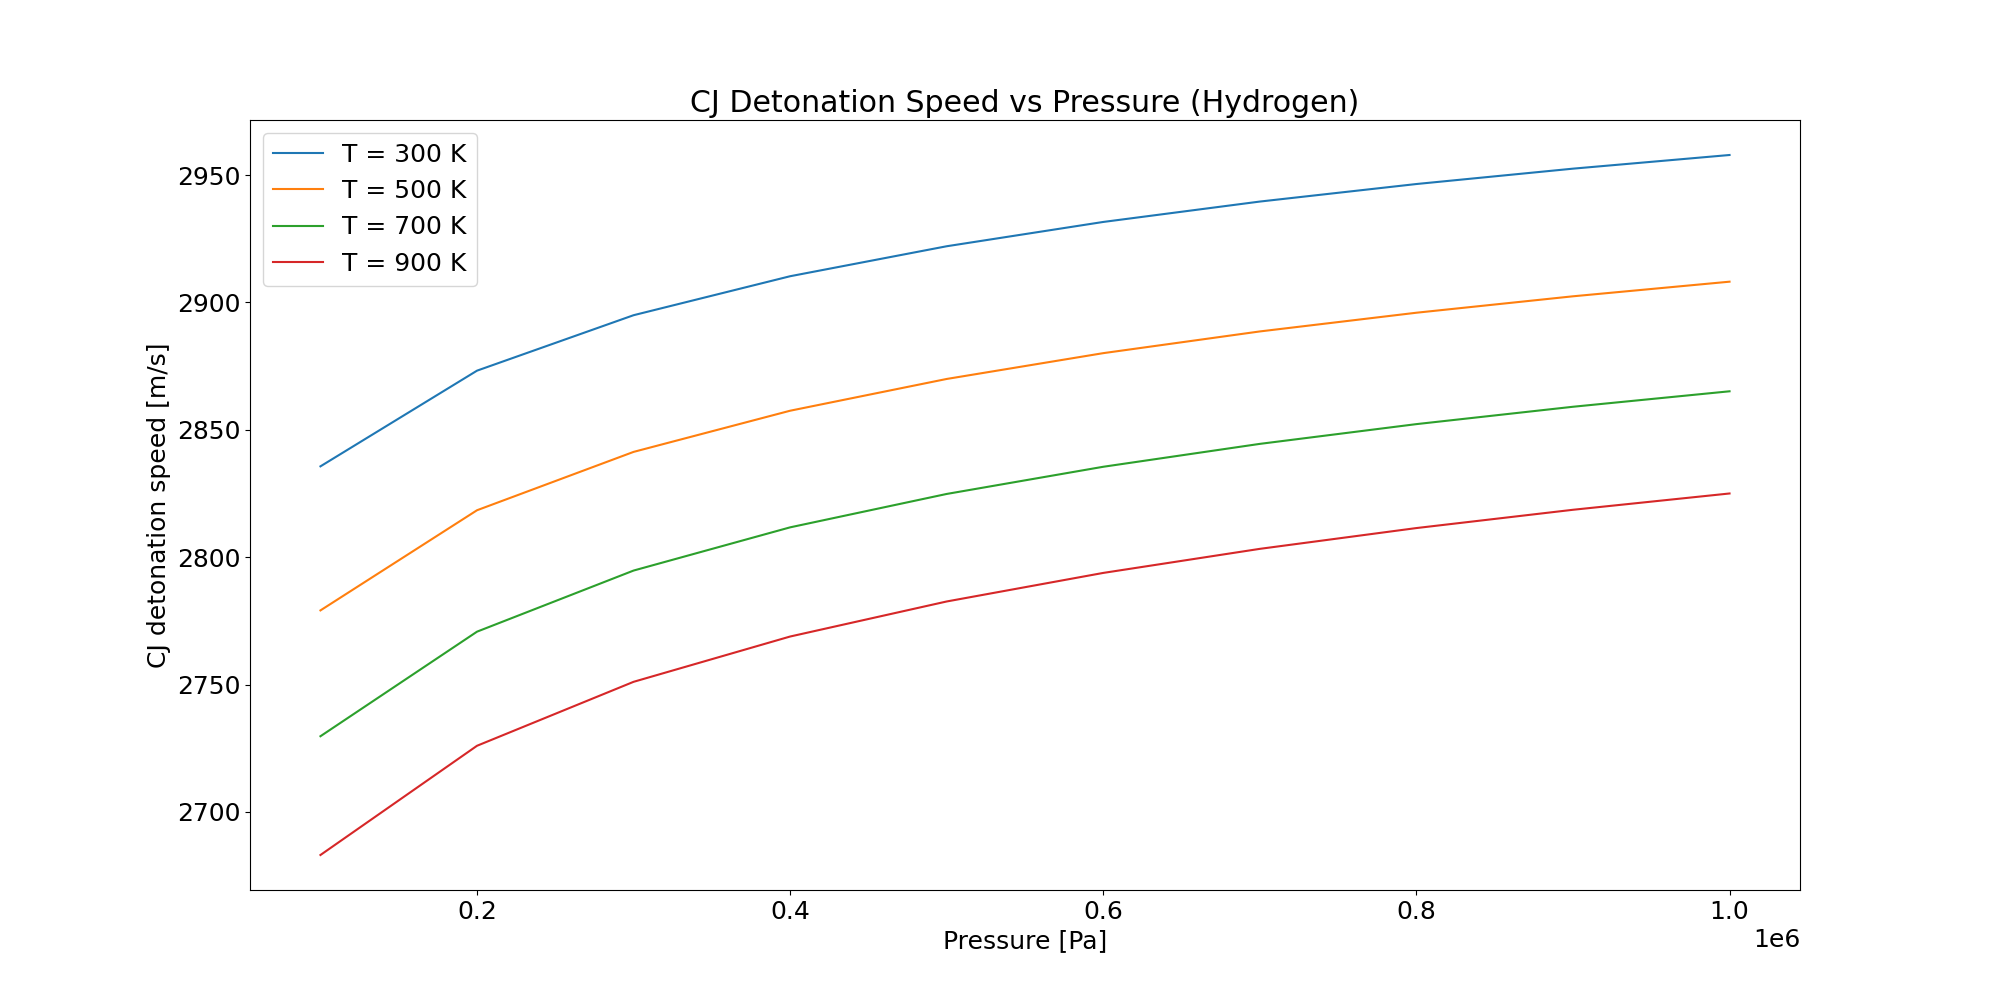 CJ Detonation Speed vs Pressure (Hydrogen)
T = 300 K
T = 500 K
T = 700 K
T = 900 K
CJ detonation speed [m/s]
2950
2900
2850
2800
2750
2700
0.2 0.4 0.6 0.8 1.0
1e6
Pressure [Pa]